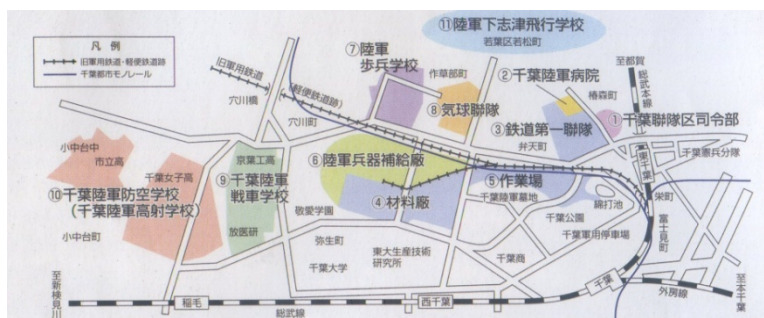 凡例
旧軍用鉄道・軽便鉄道跡
千葉都市モノレール
⑪陸軍下志津飛行学校
若葉区若松町
⑦陸軍
歩兵学校
作草部町
②千葉陸軍病院
椿森町
至都賀
総武本線
旧軍用鉄道
(軽便鉄道跡)
穴川橋
穴川町
⑧気球聯隊
①千葉聯隊区司令部
③鉄道第一聯隊
弁天町
千葉憲兵分隊
東千葉
小中台中
市立高
千葉女子高
京葉工高
⑥陸軍兵器補給廠
⑨千葉陸軍
戦車学校
⑤作業場
千葉陸軍墓地
綿打池
栄町
⑩千葉陸軍防空学校
(千葉陸軍高射学校)
敬愛学園
④材料廠
千葉公園
千葉軍用停車場
富士見町
小中台町
放医研
弥生町
千葉大学
東大生産技術
研究所
千葉商
至新検見川
稲毛
総武線
西千葉
千葉
外房線
至本千葉